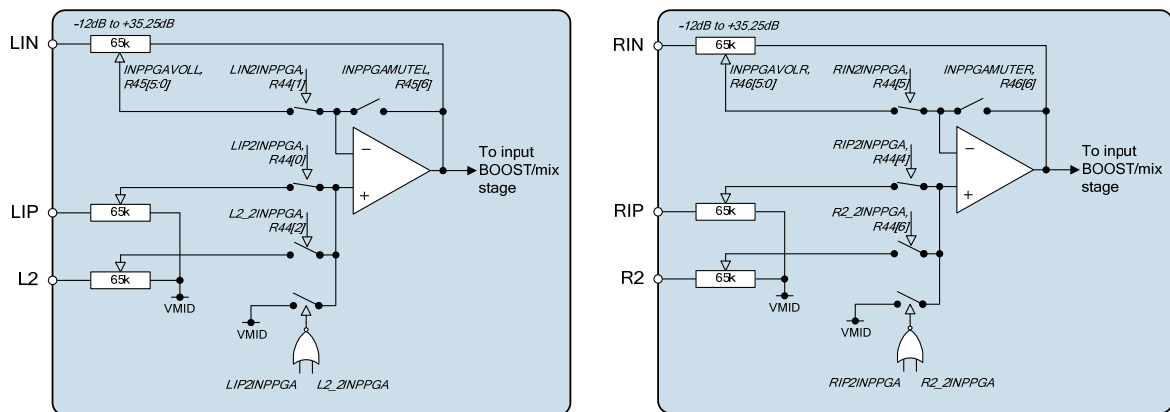 -12dB to +35,25dB
LIN
65k
INPPGAVOLL,
R45[5:0]
LIN2INPPGA,
R44[1]
INPPGAMUTEL,
R45[6]
LIP2INPPGA,
R44[0]
−
+
To input
BOOST/mix
stage
LIP
65k
L2_2INPPGA,
R44[2]
L2
65k
VMID
VMID
LIP2INPPGA
L2_2INPPGA
-12dB to +35,25dB
RIN
65k
INPPGAVOLR,
R46[5:0]
RIN2INPPGA,
R44[5]
INPPGAMUTER,
R46[6]
RIP2INPPGA,
R44[4]
−
+
To input
BOOST/mix
stage
RIP
65k
R2_2INPPGA,
R44[6]
R2
65k
VMID
VMID
RIP2INPPGA
R2_2INPPGA